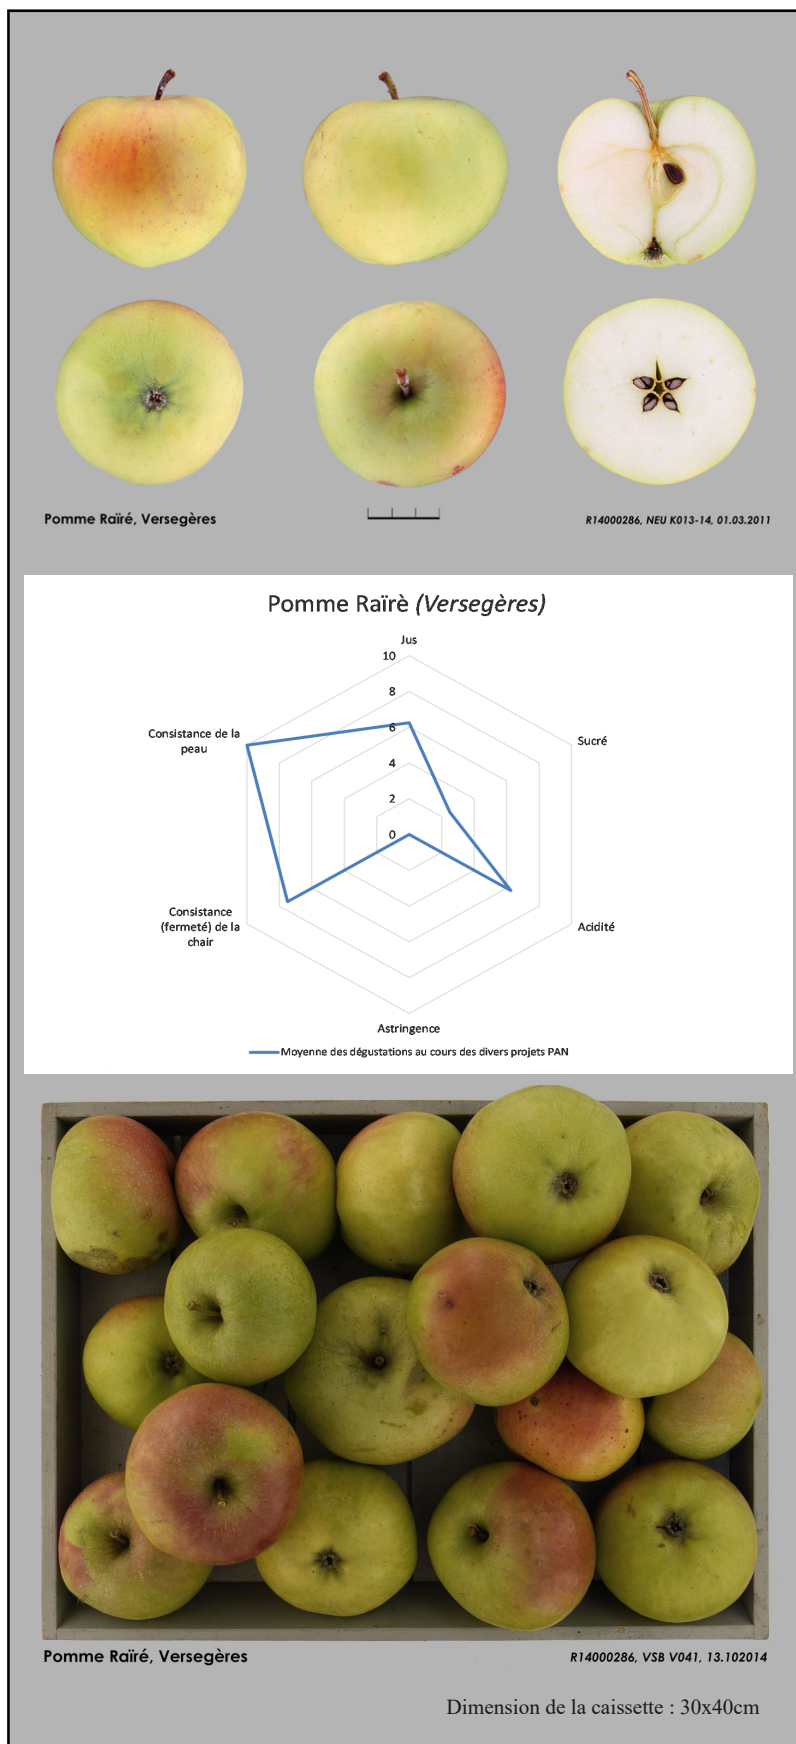 Pomme Raïré, Versegères
R14000286, NEU K013-14, 01.03.2011
Pomme Raïrè (Versegères)
Jus
10
8
6
4
2
0
Sucré
Acidité
Astringence
Consistance
(fermeté) de la
chair
Consistance de la
peau
Moyenne des dégustations au cours des divers projets PAN
Pomme Raïré, Versegères
R14000286, VSB V041, 13.102014
Dimension de la caissette : 30x40cm